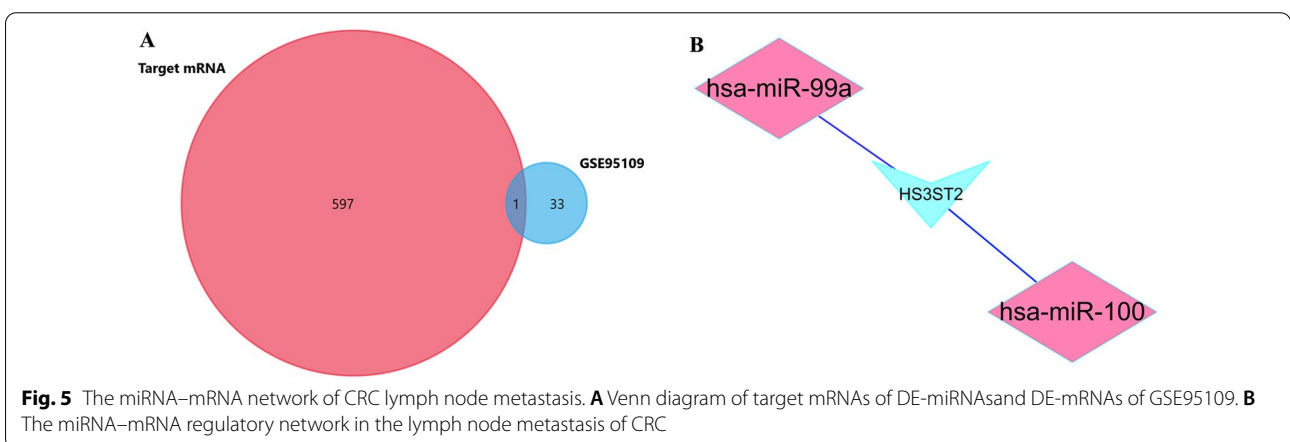 A
Target mRNA
GSE95109
597
1
33
B
hsa-miR-99a
HS3ST2
hsa-miR-100
Fig. 5 The miRNA–mRNA network of CRC lymph node metastasis. A Venn diagram of target mRNAs of DE-miRNAsand DE-mRNAs of GSE95109. B
The miRNA–mRNA regulatory network in the lymph node metastasis of CRC